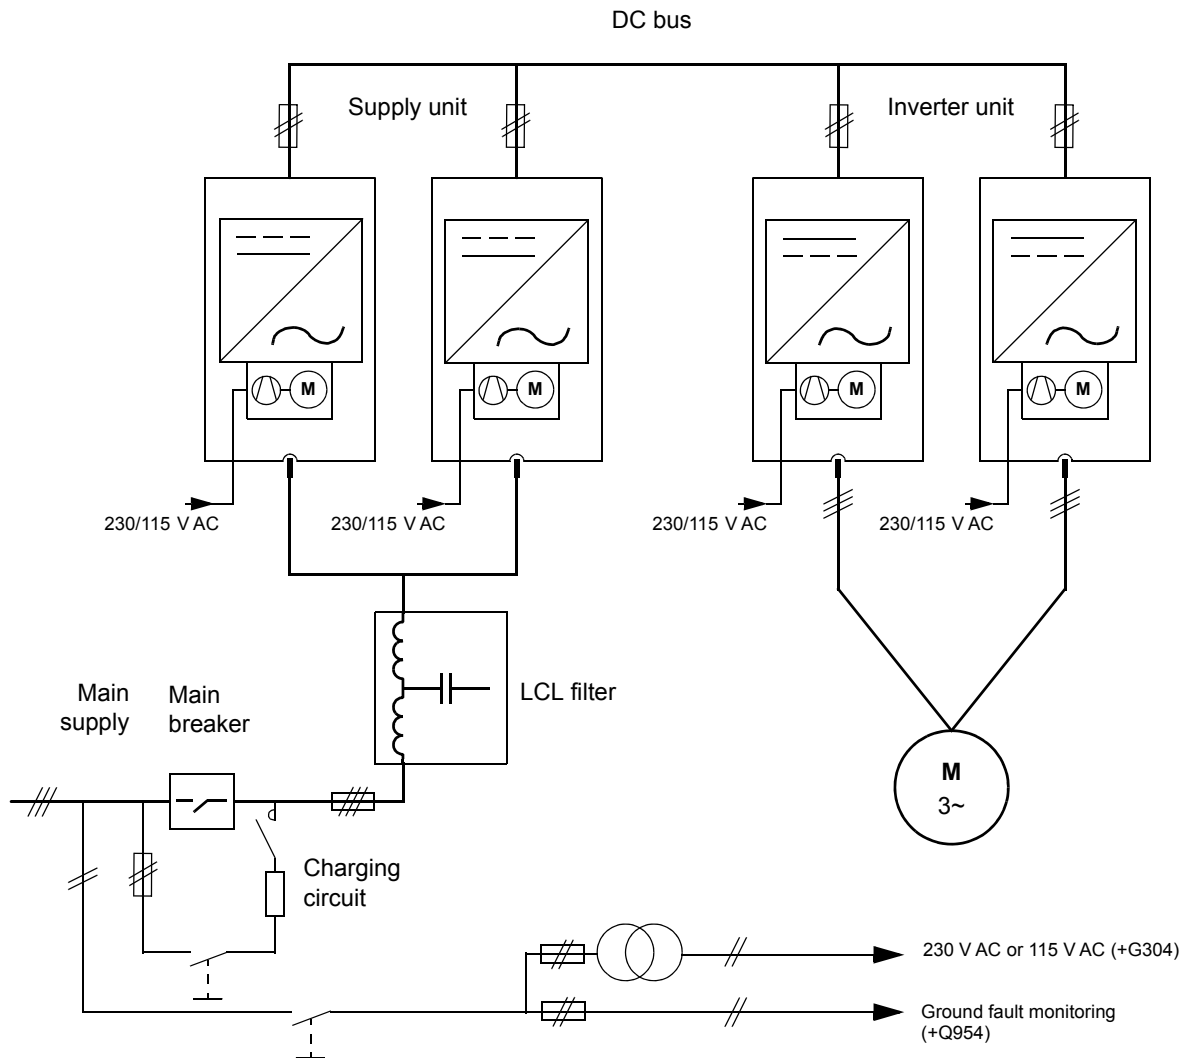 DC bus
Supply unit
Inverter unit
M
M
M
M
230/115 V AC
230/115 V AC
230/115 V AC
230/115 V AC
LCL filter
Main
supply
Main
breaker
M
3~
Charging
circuit
230 V AC or 115 V AC (+G304)
Ground fault monitoring
(+Q954)